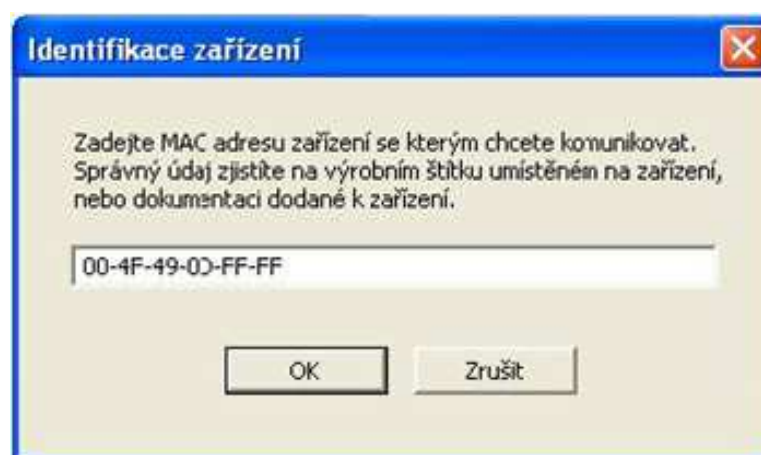 Identifikace zařízení
Zadejte MAC adresu zařízení se kterým chcete komunikovat.
Správný údaj zjistíte na výrobním štítku umístěném na zařízení,
nebo dokumentaci dodané k zařízení.
00-4F-49-00-FF-FF
OK
Zrušit